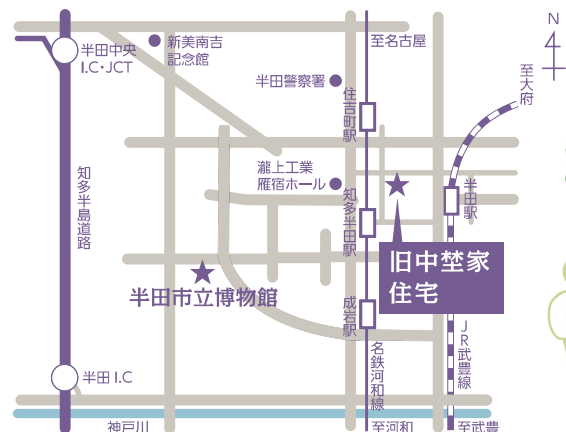 N
至名古屋
至大府
新美南吉
記念館
半田中央
I.C・JCT
半田警察署
住吉町駅
瀧上工業
雁宿ホール
知多半島道路
知多半田駅
半田駅
旧中埜家
住宅
半田市立博物館
成岩駅
JR武豊線
名鉄河和線
半田 I.C
神戸川
至河和
至武豊